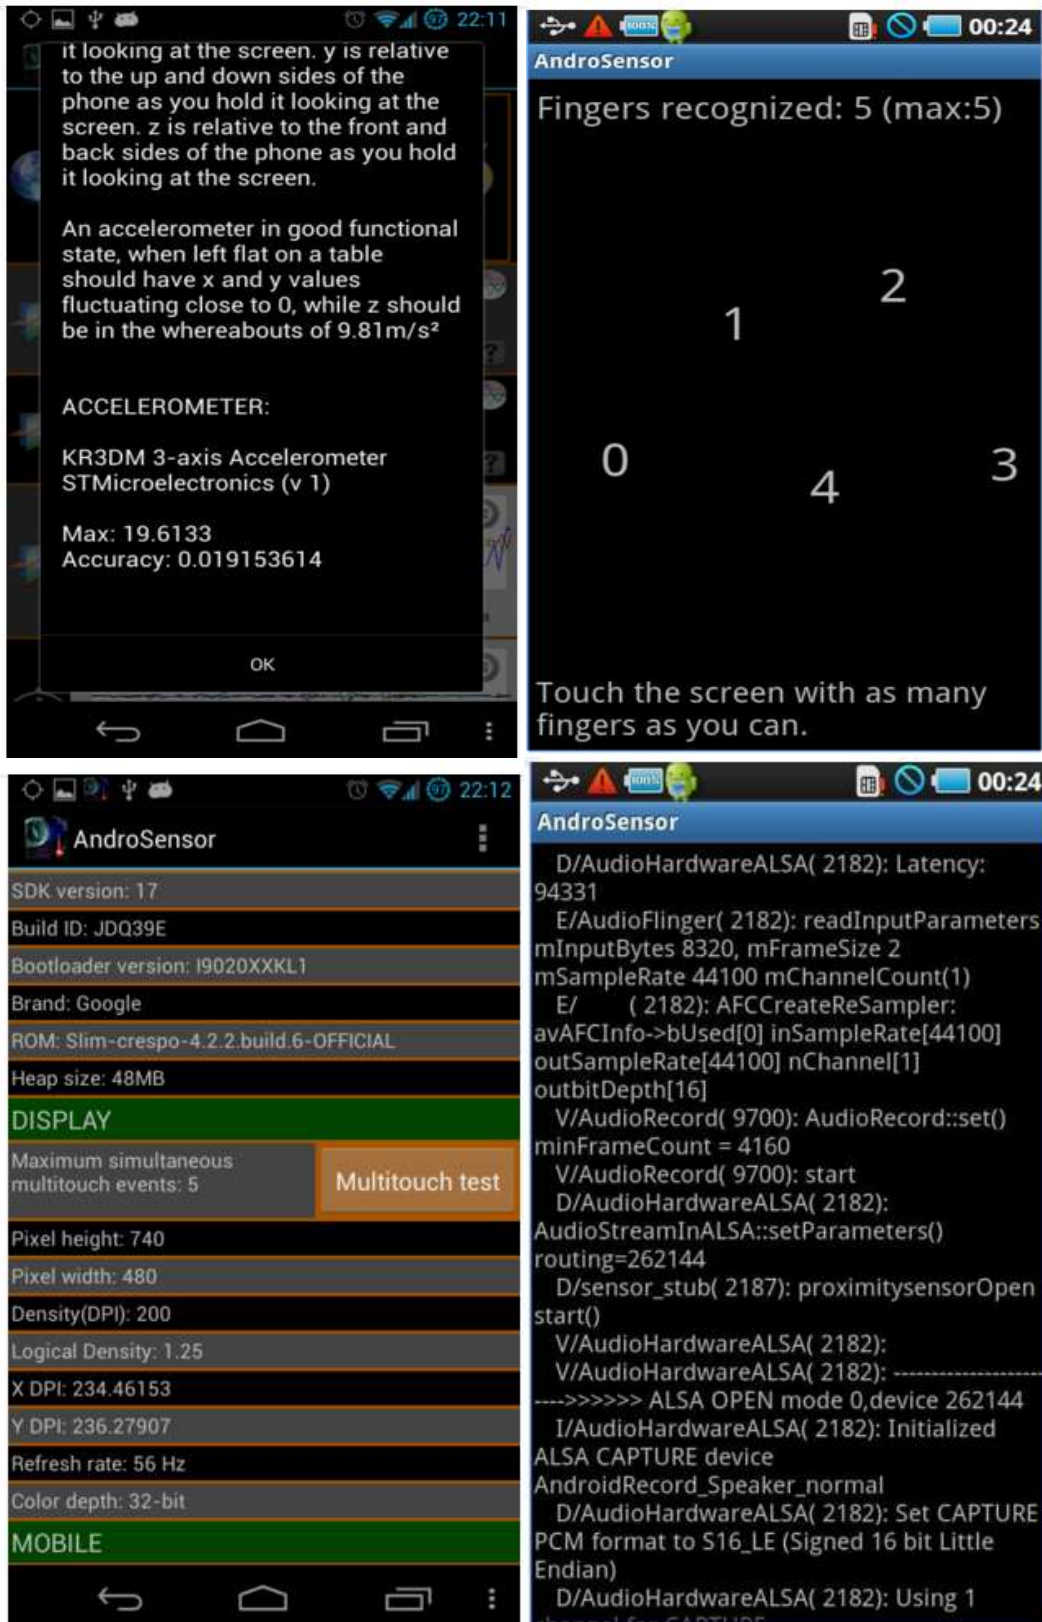 22:11
it looking at the screen. y is relative
to the up and down sides of the
phone as you hold it looking at the
screen. z is relative to the front and
back sides of the phone as you hold
it looking at the screen.
An accelerometer in good functional
state, when left flat on a table
should have x and y values
fluctuating close to 0, while z should
be in the whereabouts of 9.81m/s²
ACCELEROMETER:
KR3DM 3-axis Accelerometer
STMicroelectronics (v 1)
Max: 19.6133
Accuracy: 0.019153614
OK
100% 00:24
AndroSensor
Fingers recognized: 5 (max:5)
2
1
0
3
4
Touch the screen with as many
fingers as you can.
97 22:12
AndroSensor
SDK version: 17
Build ID: JDQ39E
Bootloader version: I9020XXKL1
Brand: Google
ROM: Slim-crespo-4.2.2.build.6-OFFICIAL
Heap size: 48MB
DISPLAY
Maximum simultaneous
multitouch events: 5
Multitouch test
Pixel height: 740
Pixel width: 480
Density(DPI): 200
Logical Density: 1.25
X DPI: 234.46153
Y DPI: 236.27907
Refresh rate: 56 Hz
Color depth: 32-bit
MOBILE
100% 00:24
AndroSensor
D/AudioHardwareALSA( 2182): Latency:
94331
E/AudioFlinger( 2182): readInputParameters
mInputBytes 8320, mFrameSize 2
mSampleRate 44100 mChannelCount(1)
E/ ( 2182): AFCCreateReSampler:
avAFCInfo->bUsed[0] inSampleRate[44100]
outSampleRate[44100] nChannel[1]
outbitDepth[16]
V/AudioRecord( 9700): AudioRecord::set()
minFrameCount = 4160
V/AudioRecord( 9700): start
D/AudioHardwareALSA( 2182):
AudioStreamInALSA::setParameters()
routing=262144
D/sensor_stub( 2187): proximitysensorOpen
start()
V/AudioHardwareALSA( 2182):
V/AudioHardwareALSA( 2182): --------------------
---->>>>>> ALSA OPEN mode 0,device 262144
I/AudioHardwareALSA( 2182): Initialized
ALSA CAPTURE device
AndroidRecord_Speaker_normal
D/AudioHardwareALSA( 2182): Set CAPTURE
PCM format to S16_LE (Signed 16 bit Little
Endian)
D/AudioHardwareALSA( 2182): Using 1